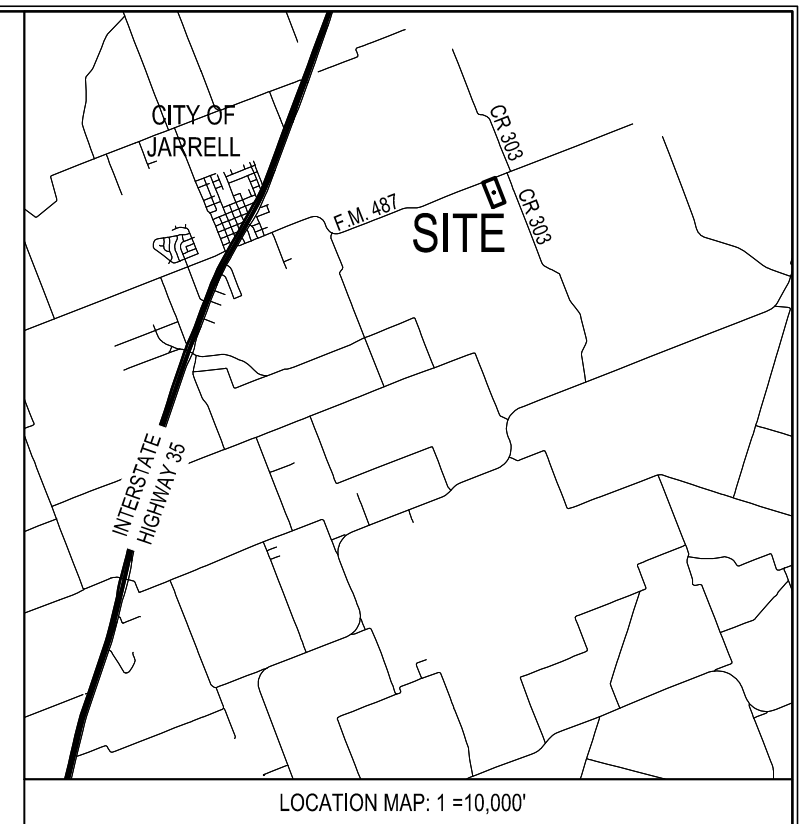 CITY OF
JARRELL
CR 303
F.M. 487
SITE
CR 303
INTERSTATE
HIGHWAY 35
LOCATION MAP: 1 =10,000'